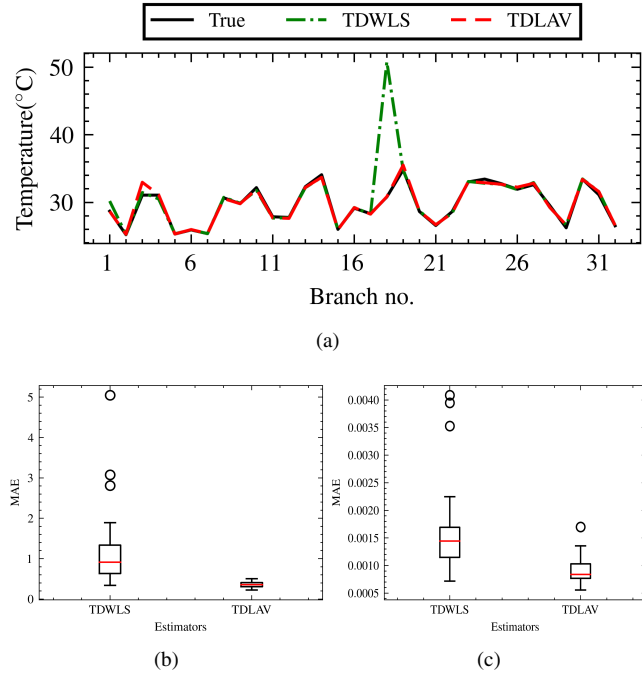 True TDWLS TDLAV
Temperature(°C)
50
40
30
1 6 11 16 21 26 31
Branch no.
(a)
MAE
5
4
3
2
1
0
TDWLS TDLAV
Estimators
(b)
MAE
0.0040
0.0035
0.0030
0.0025
0.0020
0.0015
0.0010
0.0005
TDWLS TDLAV
Estimators
(c)